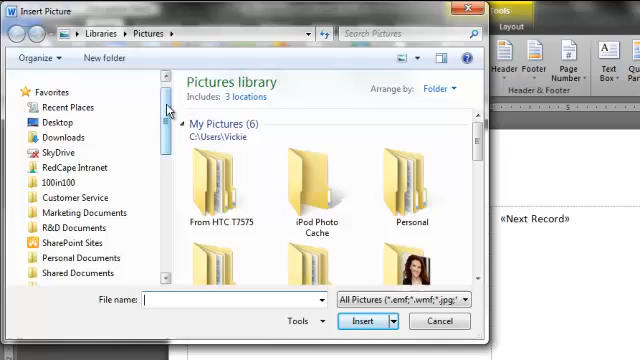 Insert Picture
Tools
Layout
Libraries
Pictures
Search Pictures
Organize
New folder
Favorites
Recent Places
Desktop
Downloads
SkyDrive
RedCape Intranet
100in100
Customer Service
Marketing Documents
R&D Documents
SharePoint Sites
Personal Documents
Shared Documents
Pictures library
Includes: 3 locations
Arrange by: Folder
My Pictures (6)
C:\Users\Vickie
From HTC T7575
iPod Photo
Cache
Personal
File name:
All Pictures (*.emf;*.wmf;*.jpg;*
Tools
Insert
Cancel
Header
Footer
Page
Number
Header & Footer
Text
Box
Qu
Pa
«Next Record»